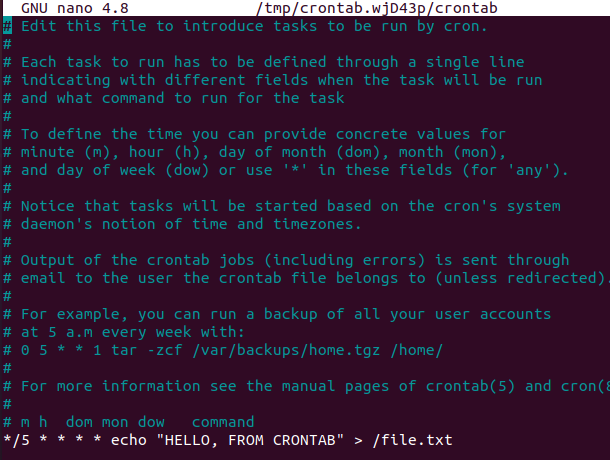 GNU nano 4.8 /tmp/crontab.wjD43p/crontab
# Edit this file to introduce tasks to be run by cron.
#
# Each task to run has to be defined through a single line
# indicating with different fields when the task will be run
# and what command to run for the task
#
# To define the time you can provide concrete values for
# minute (m), hour (h), day of month (dom), month (mon),
# and day of week (dow) or use '*' in these fields (for 'any').
#
# Notice that tasks will be started based on the cron's system
# daemon's notion of time and timezones.
#
# Output of the crontab jobs (including errors) is sent through
# email to the user the crontab file belongs to (unless redirected).
#
# For example, you can run a backup of all your user accounts
# at 5 a.m every week with:
# 0 5 * * 1 tar -zcf /var/backups/home.tgz /home/
#
# For more information see the manual pages of crontab(5) and cron(8
#
# m h  dom mon dow   command
*/5 * * * * echo "HELLO, FROM CRONTAB" > /file.txt